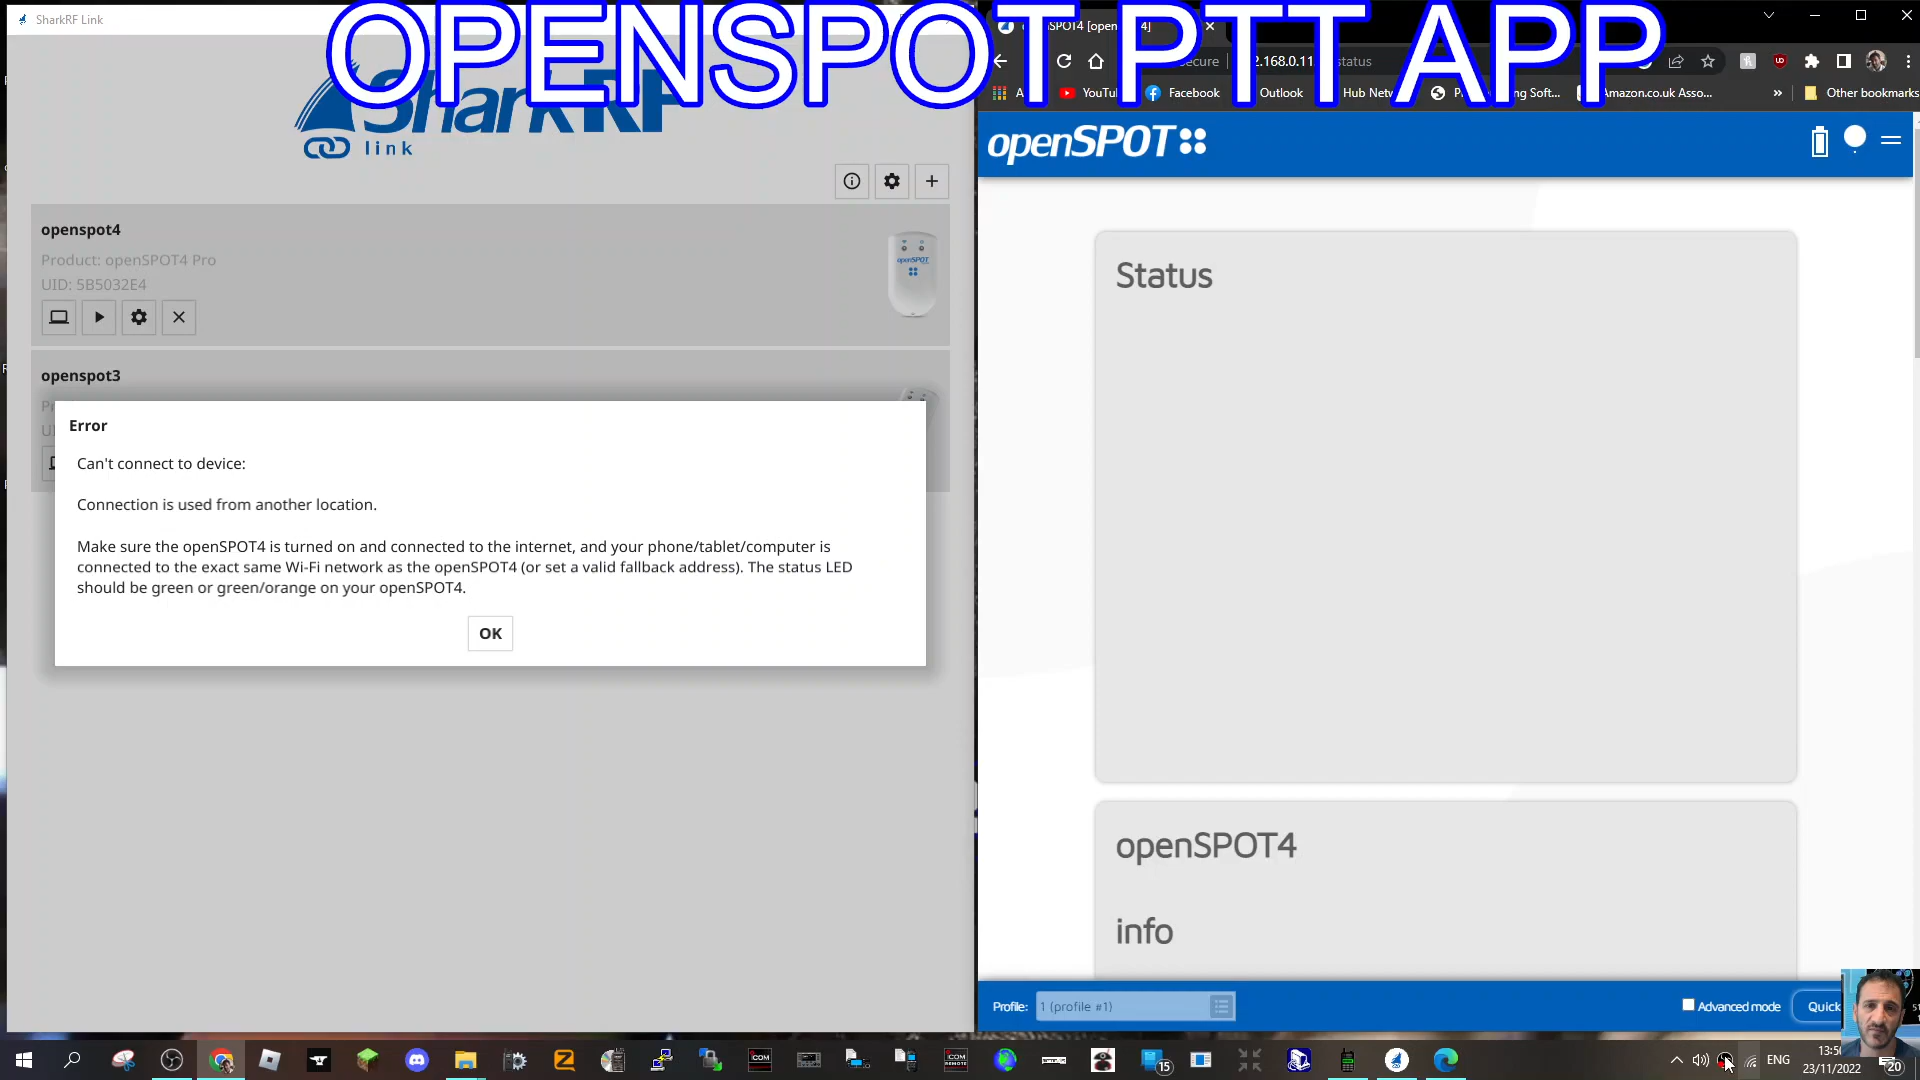 SharkRF Link
OPENSPOT PTT APP
SharkRF
link
openspot4
Product: openSPOT4 Pro
UID: 5B5032E4
openspot3
Error
Can't connect to device:
Connection is used from another location.
Make sure the openSPOT4 is turned on and connected to the internet, and your phone/tablet/computer is
connected to the exact same Wi-Fi network as the openSPOT4 (or set a valid fallback address). The status LED
should be green or green/orange on your openSPOT4.
OK
status
Facebook
Outlook
Amazon.co.uk Asso...
Other bookmarks
openSPOT
Status
openSPOT4
info
Profile:
1 (profile #1)
Advanced mode
Quick
15
ENG
23/11/2022
20